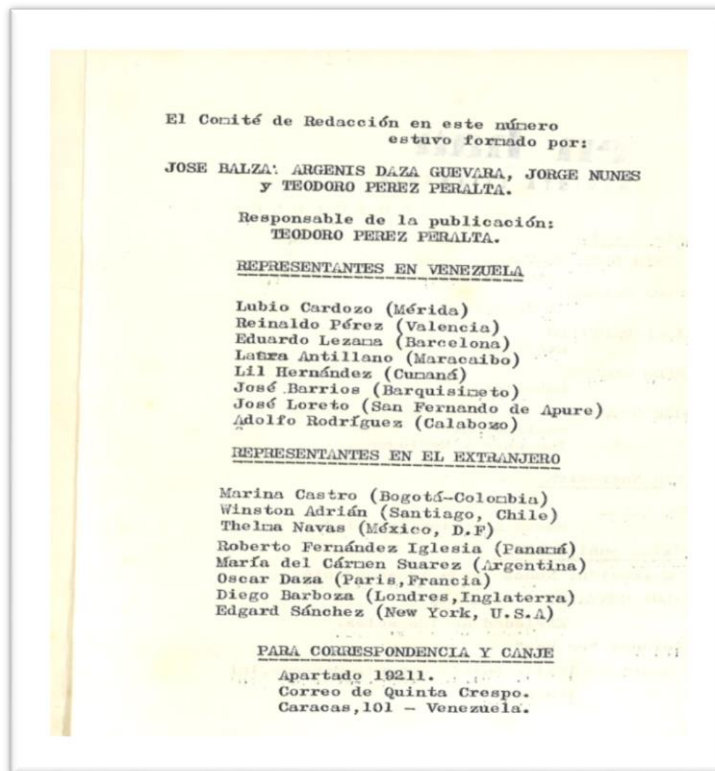 El Comité de Redacción en este número
estuvo formado por:
JOSE BALZA: ARGENIS DAZA GUEVARA, JORGE NUNES
y TEODORO PEREZ PERALTA.
Responsable de la publicación:
TEODORO PEREZ PERALTA.
REPRESENTANTES EN VENEZUELA
Lubio Cardozo (Mérida)
Reinaldo Pérez (Valencia)
Eduardo Lezama (Barcelona)
Laura Antillano (Maracaibo)
Lil Hernández (Cumaná)
José Barrios (Barquisimeto)
José Loreto (San Fernando de Apure)
Adolfo Rodríguez (Calabozo)
REPRESENTANTES EN EL EXTRANJERO
Marina Castro (Bogotá-Colombia)
Winston Adrián (Santiago, Chile)
Thelma Navas (México, D.F)
Roberto Fernández Iglesia (Panamá)
María del Cármen Suarez (Argentina)
Oscar Daza (Paris,Francia)
Diego Barboza (Londres,Inglaterra)
Edgard Sánchez (New York, U.S.A)
PARA CORRESPONDENCIA Y CANJE
Apartado 19211.
Correo de Quinta Crespo.
Caracas,101 - Venezuela.